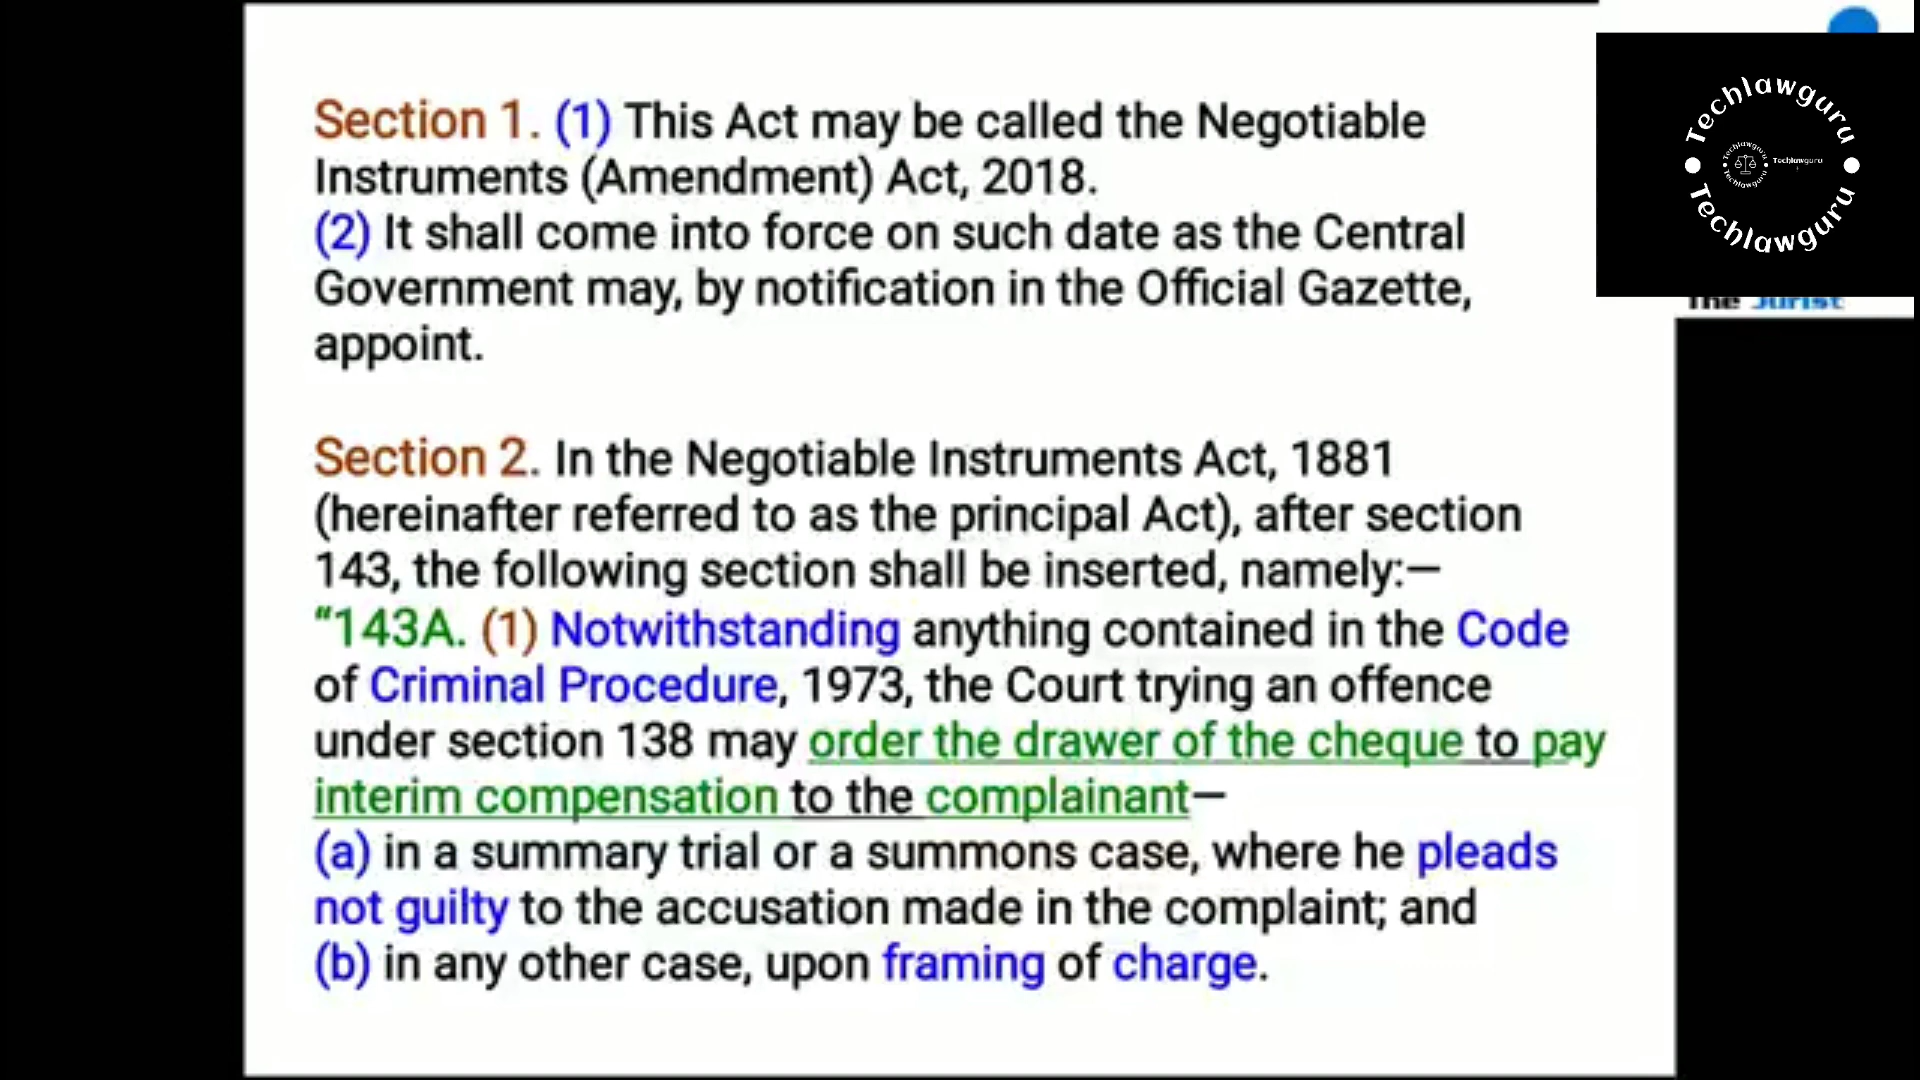 Section 1. (1) This Act may be called the Negotiable
Instruments (Amendment) Act, 2018.
(2) It shall come into force on such date as the Central
Government may, by notification in the Official Gazette,
appoint.
Section 2. In the Negotiable Instruments Act, 1881
(hereinafter referred to as the principal Act), after section
143, the following section shall be inserted, namely:—
“143A. (1) Notwithstanding anything contained in the Code
of Criminal Procedure, 1973, the Court trying an offence
under section 138 may order the drawer of the cheque to pay
interim compensation to the complainant—
(a) in a summary trial or a summons case, where he pleads
not guilty to the accusation made in the complaint; and
(b) in any other case, upon framing of charge.
Techlawguru
Techlawguru
Techlawguru
Techlawguru
Techlawguru
The Jurist